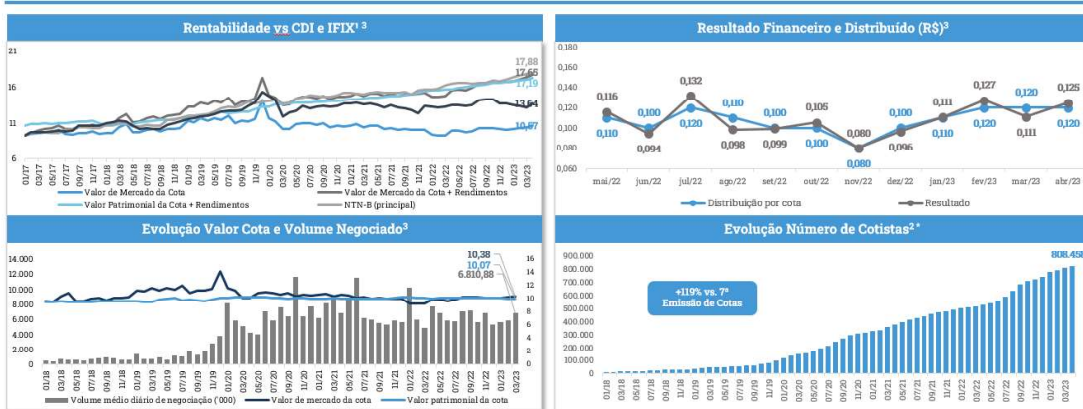 Rentabilidade vs CDI e IFIX¹ ³
21
16
11
6
17,88
17,65
17,19
13,64
10,57
01/17 03/17 05/17 07/17 09/17 11/17 01/18 03/18 05/18 07/18 09/18 11/18 01/19 03/19 05/19 07/19 09/19 11/19 01/20 03/20 05/20 07/20 09/20 11/20 01/21 03/21 05/21 07/21 09/21 11/21 01/22 03/22 05/22 07/22 09/22 11/22 01/23 03/23
Valor de Mercado da Cota
Valor de Mercado da Cota + Rendimentos
Valor Patrimonial da Cota + Rendimentos
NTN-B (principal)
Resultado Financeiro e Distribuído (R$)³
0,180
0,160
0,140
0,120
0,100
0,080
0,060
0,116 0,100 0,132 0,110 0,100 0,105 0,080 0,100 0,111 0,127 0,120 0,125
0,110 0,094 0,120 0,098 0,099 0,100 0,080 0,096 0,110 0,120 0,111 0,120
mai/22 jun/22 jul/22 ago/22 set/22 out/22 nov/22 dez/22 jan/23 fev/23 mar/23 abr/23
Distribuição por cota
Resultado
Evolução Valor Cota e Volume Negociado³
14.000
12.000
10.000
8.000
6.000
4.000
2.000
0
10,38
10,07
6.810,88
16
14
12
10
8
6
4
2
0
01/18 03/18 05/18 07/18 09/18 11/18 01/19 03/19 05/19 07/19 09/19 11/19 01/20 03/20 05/20 07/20 09/20 11/20 01/21 03/21 05/21 07/21 09/21 11/21 01/22 03/22 05/22 07/22 09/22 11/22 01/23 03/23
Volume médio diário de negociação ('000)
Valor de mercado da cota
Valor patrimonial da cota
Evolução Número de Cotistas² *
900.000
800.000
700.000
600.000
500.000
400.000
300.000
200.000
100.000
0
+119% vs. 7ª
Emissão de Cotas
01/18 03/18 05/18 07/18 09/18 11/18 01/19 03/19 05/19 07/19 09/19 11/19 01/20 03/20 05/20 07/20 09/20 11/20 01/21 03/21 05/21 07/21 09/21 11/21 01/22 03/22 05/22 07/22 09/22 11/22 01/23 03/23